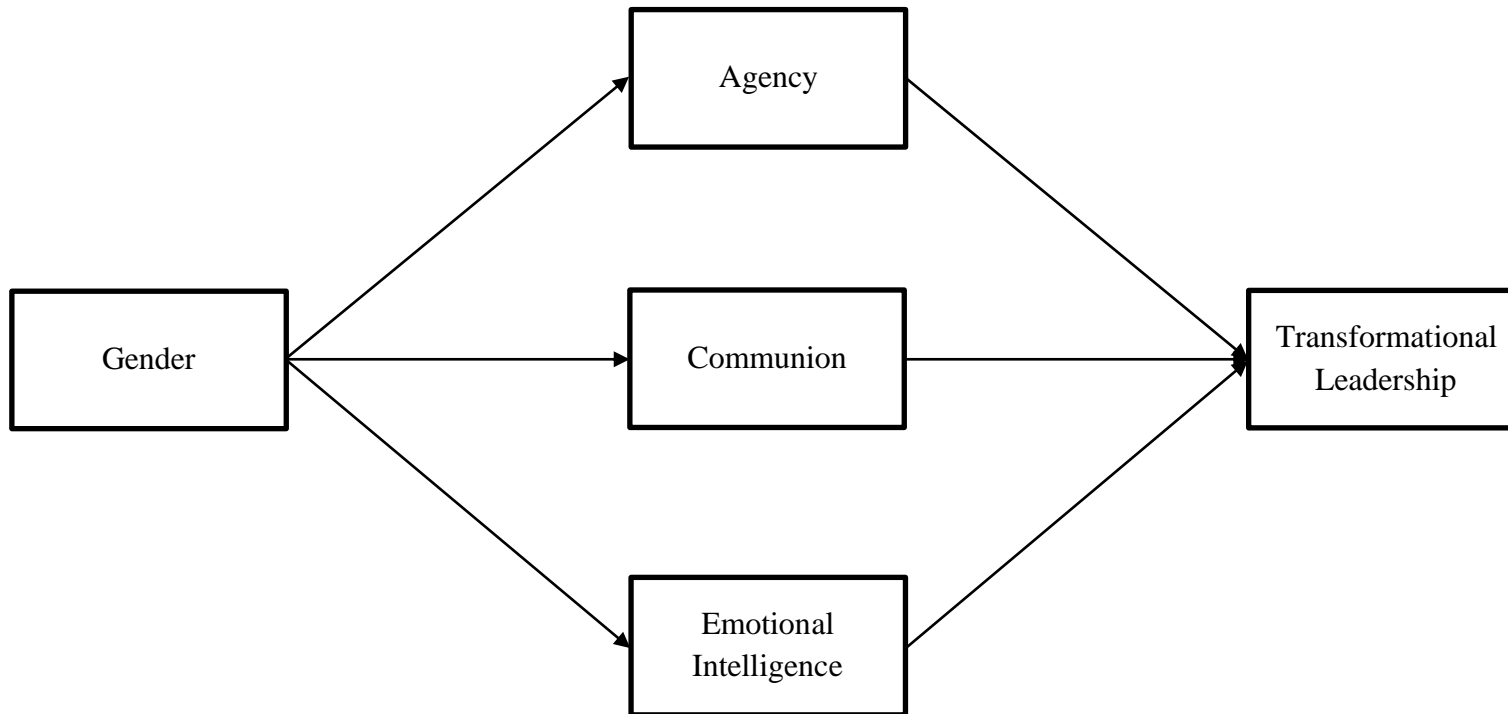 Agency
Gender
Communion
Transformational
Leadership
Emotional
Intelligence